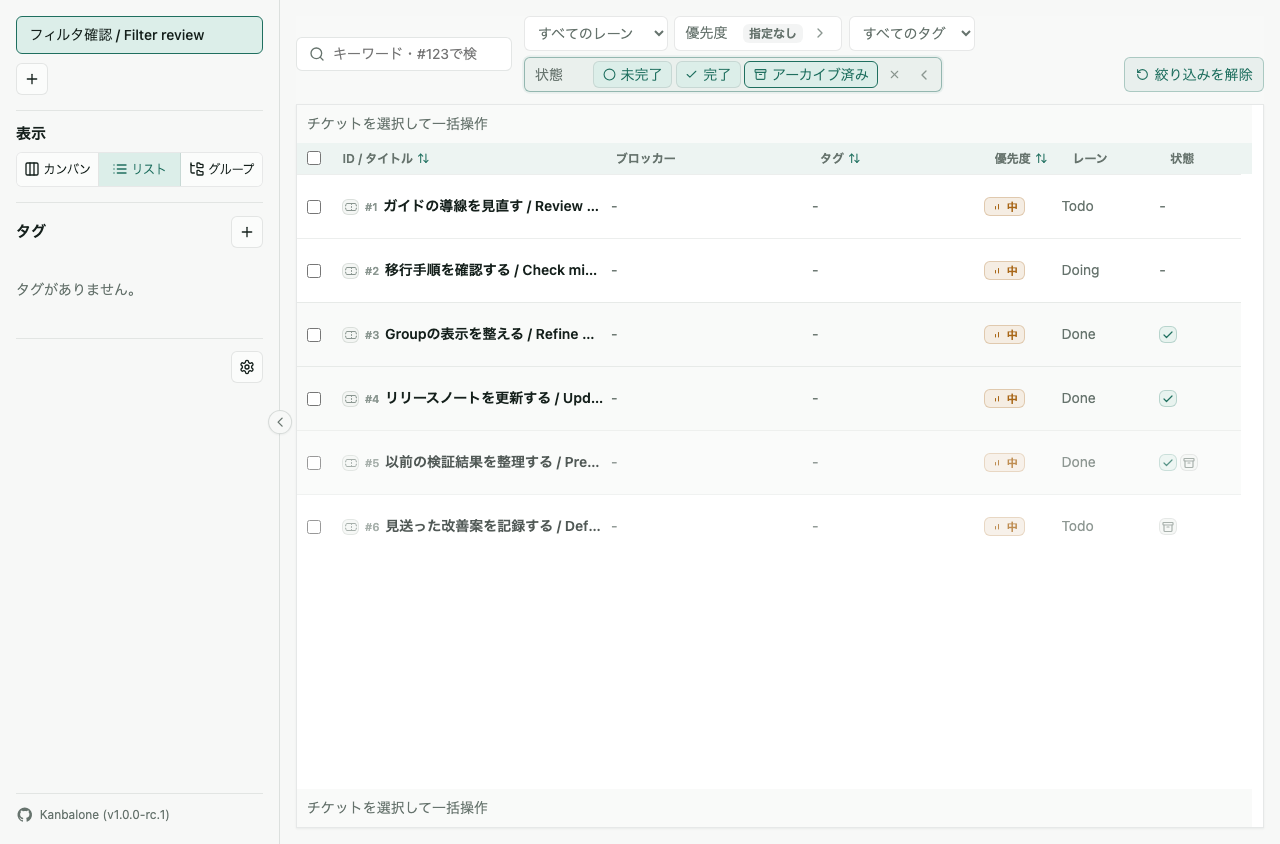 フィルタ確認 / Filter review
表示
カンバン リスト グループ
タグ
タグがありません。
Kanbalone (v1.0.0-rc.1)
キーワード・#123で検
すべてのレーン 優先度 指定なし すべてのタグ
状態 未完了 完了 アーカイブ済み
絞り込みを解除
チケットを選択して一括操作
ID / タイトル ブロッカー タグ 優先度 レーン 状態
#1 ガイドの導線を見直す / Review ... - - 中 Todo -
#2 移行手順を確認する / Check mi... - - 中 Doing -
#3 Groupの表示を整える / Refine ... - - 中 Done
#4 リリースノートを更新する / Upd... - - 中 Done
#5 以前の検証結果を整理する / Pre... - - 中 Done
#6 見送った改善案を記録する / Def... - - 中 Todo
チケットを選択して一括操作